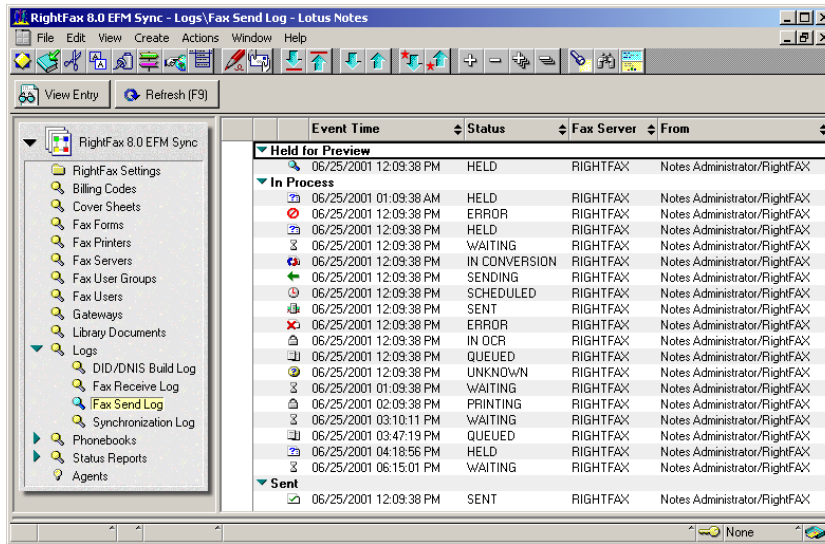 RightFax 8.0 EFM Sync - Logs\Fax Send Log - Lotus Notes
File Edit View Create Actions Window Help
View Entry Refresh (F9)
RightFax 8.0 EFM Sync
RightFax Settings
Billing Codes
Cover Sheets
Fax Forms
Fax Printers
Fax Servers
Fax User Groups
Fax Users
Gateways
Library Documents
Logs
DID/DNIS Build Log
Fax Receive Log
Fax Send Log
Synchronization Log
Phonebooks
Status Reports
Agents
Event Time Status Fax Server From
Held for Preview
06/25/2001 12:09:38 PM HELD RIGHTFAX Notes Administrator/RightFAX
In Process
06/25/2001 01:09:38 AM HELD RIGHTFAX Notes Administrator/RightFAX
06/25/2001 12:09:38 PM ERROR RIGHTFAX Notes Administrator/RightFAX
06/25/2001 12:09:38 PM HELD RIGHTFAX Notes Administrator/RightFAX
06/25/2001 12:09:38 PM WAITING RIGHTFAX Notes Administrator/RightFAX
06/25/2001 12:09:38 PM IN CONVERSION RIGHTFAX Notes Administrator/RightFAX
06/25/2001 12:09:38 PM SENDING RIGHTFAX Notes Administrator/RightFAX
06/25/2001 12:09:38 PM SCHEDULED RIGHTFAX Notes Administrator/RightFAX
06/25/2001 12:09:38 PM SENT RIGHTFAX Notes Administrator/RightFAX
06/25/2001 12:09:38 PM ERROR RIGHTFAX Notes Administrator/RightFAX
06/25/2001 12:09:38 PM IN OCR RIGHTFAX Notes Administrator/RightFAX
06/25/2001 12:09:38 PM QUEUED RIGHTFAX Notes Administrator/RightFAX
06/25/2001 12:09:38 PM UNKNOWN RIGHTFAX Notes Administrator/RightFAX
06/25/2001 01:09:38 PM WAITING RIGHTFAX Notes Administrator/RightFAX
06/25/2001 02:09:38 PM PRINTING RIGHTFAX Notes Administrator/RightFAX
06/25/2001 03:10:11 PM WAITING RIGHTFAX Notes Administrator/RightFAX
06/25/2001 03:47:19 PM QUEUED RIGHTFAX Notes Administrator/RightFAX
06/25/2001 04:18:56 PM HELD RIGHTFAX Notes Administrator/RightFAX
06/25/2001 06:15:01 PM WAITING RIGHTFAX Notes Administrator/RightFAX
Sent
06/25/2001 12:09:38 PM SENT RIGHTFAX Notes Administrator/RightFAX
None